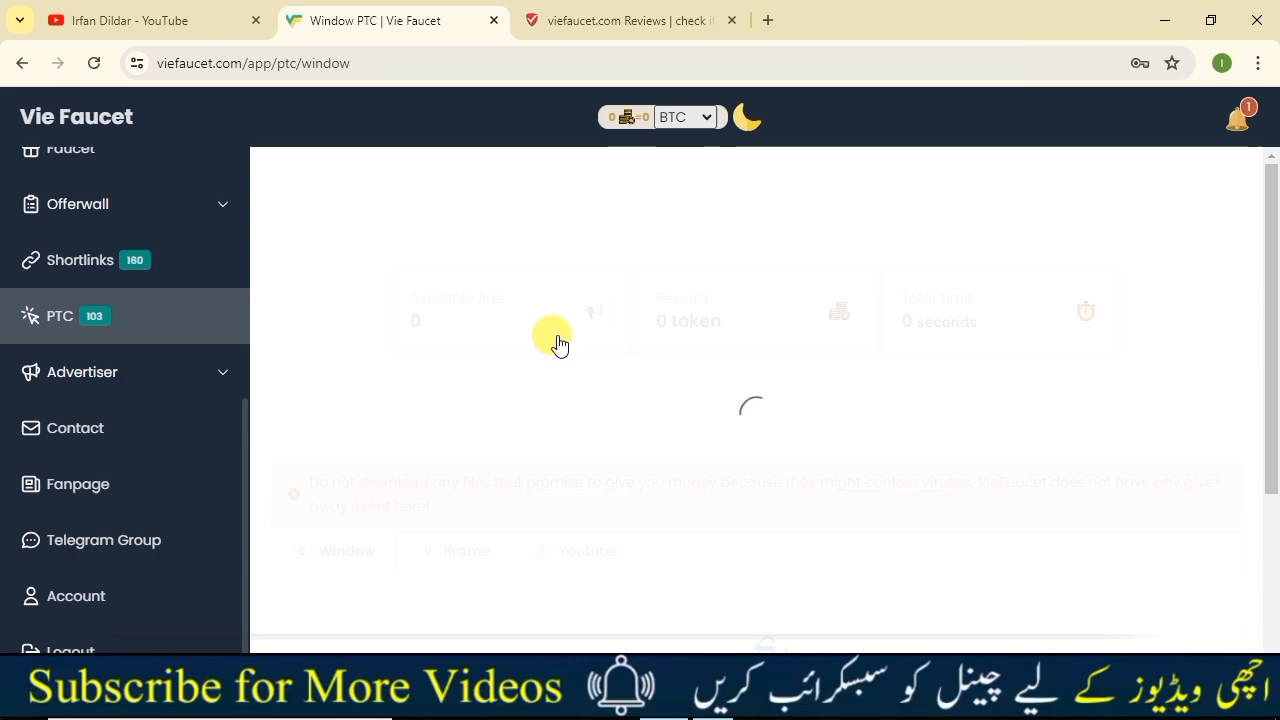 Irfan Dildar - YouTube
Window PTC | Vie Faucet
viefaucet.com Reviews | check i
viefaucet.com/app/ptc/window
I
Vie Faucet
0 =0 BTC
1
Faucet
Offerwall
Shortlinks 160
PTC 103
Advertiser
Contact
Fanpage
Telegram Group
Account
Logout
Available Ads
0
Reward
0 token
Total Time
0 seconds
Do not download any files that promise to give you money because they might contain viruses. VieFaucet does not have any give-
away event here!
Window
Iframe
Youtube
Subscribe for More Videos
اچھی ویڈیوز کے لیے چینل کو سبسکرائب کریں